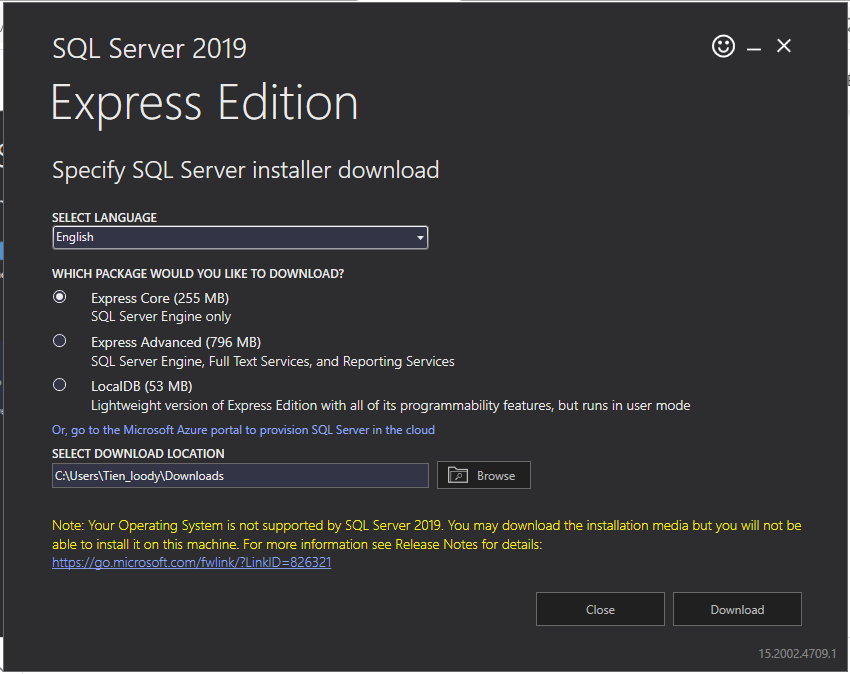 SQL Server 2019
Express Edition
Specify SQL Server installer download
SELECT LANGUAGE
English
WHICH PACKAGE WOULD YOU LIKE TO DOWNLOAD?
Express Core (255 MB)
SQL Server Engine only
Express Advanced (796 MB)
SQL Server Engine, Full Text Services, and Reporting Services
LocalDB (53 MB)
Lightweight version of Express Edition with all of its programmability features, but runs in user mode
Or, go to the Microsoft Azure portal to provision SQL Server in the cloud
SELECT DOWNLOAD LOCATION
C:\Users\Tien_loody\Downloads
Browse
Note: Your Operating System is not supported by SQL Server 2019. You may download the installation media but you will not be
able to install it on this machine. For more information see Release Notes for details:
https://go.microsoft.com/fwlink/?LinkID=826321
Close
Download
15.2002.4709.1